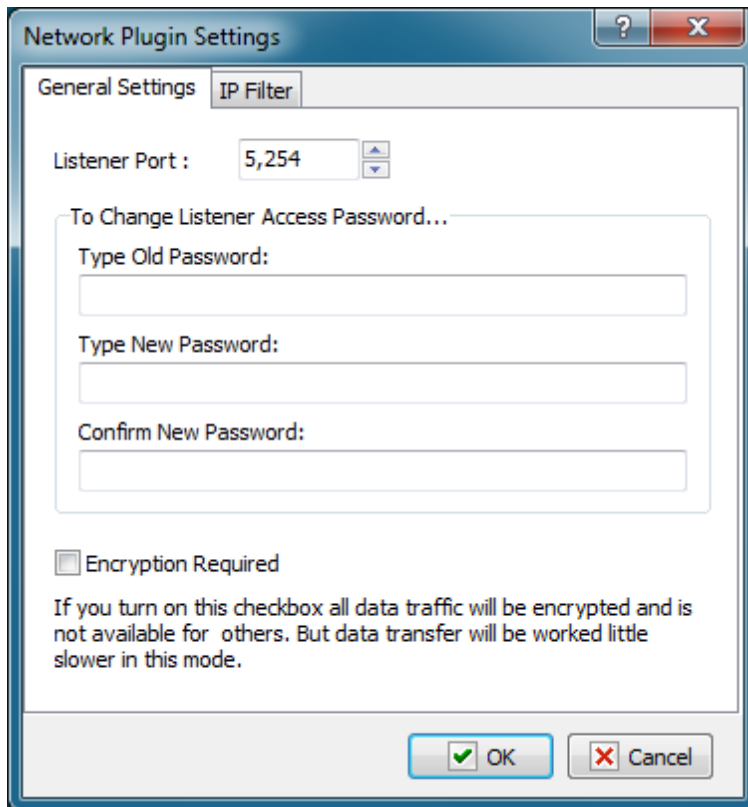 Network Plugin Settings
?
General Settings
IP Filter
Listener Port :
5,254
To Change Listener Access Password...
Type Old Password:
Type New Password:
Confirm New Password:
Encryption Required
If you turn on this checkbox all data traffic will be encrypted and is
not available for  others. But data transfer will be worked little
slower in this mode.
OK
Cancel